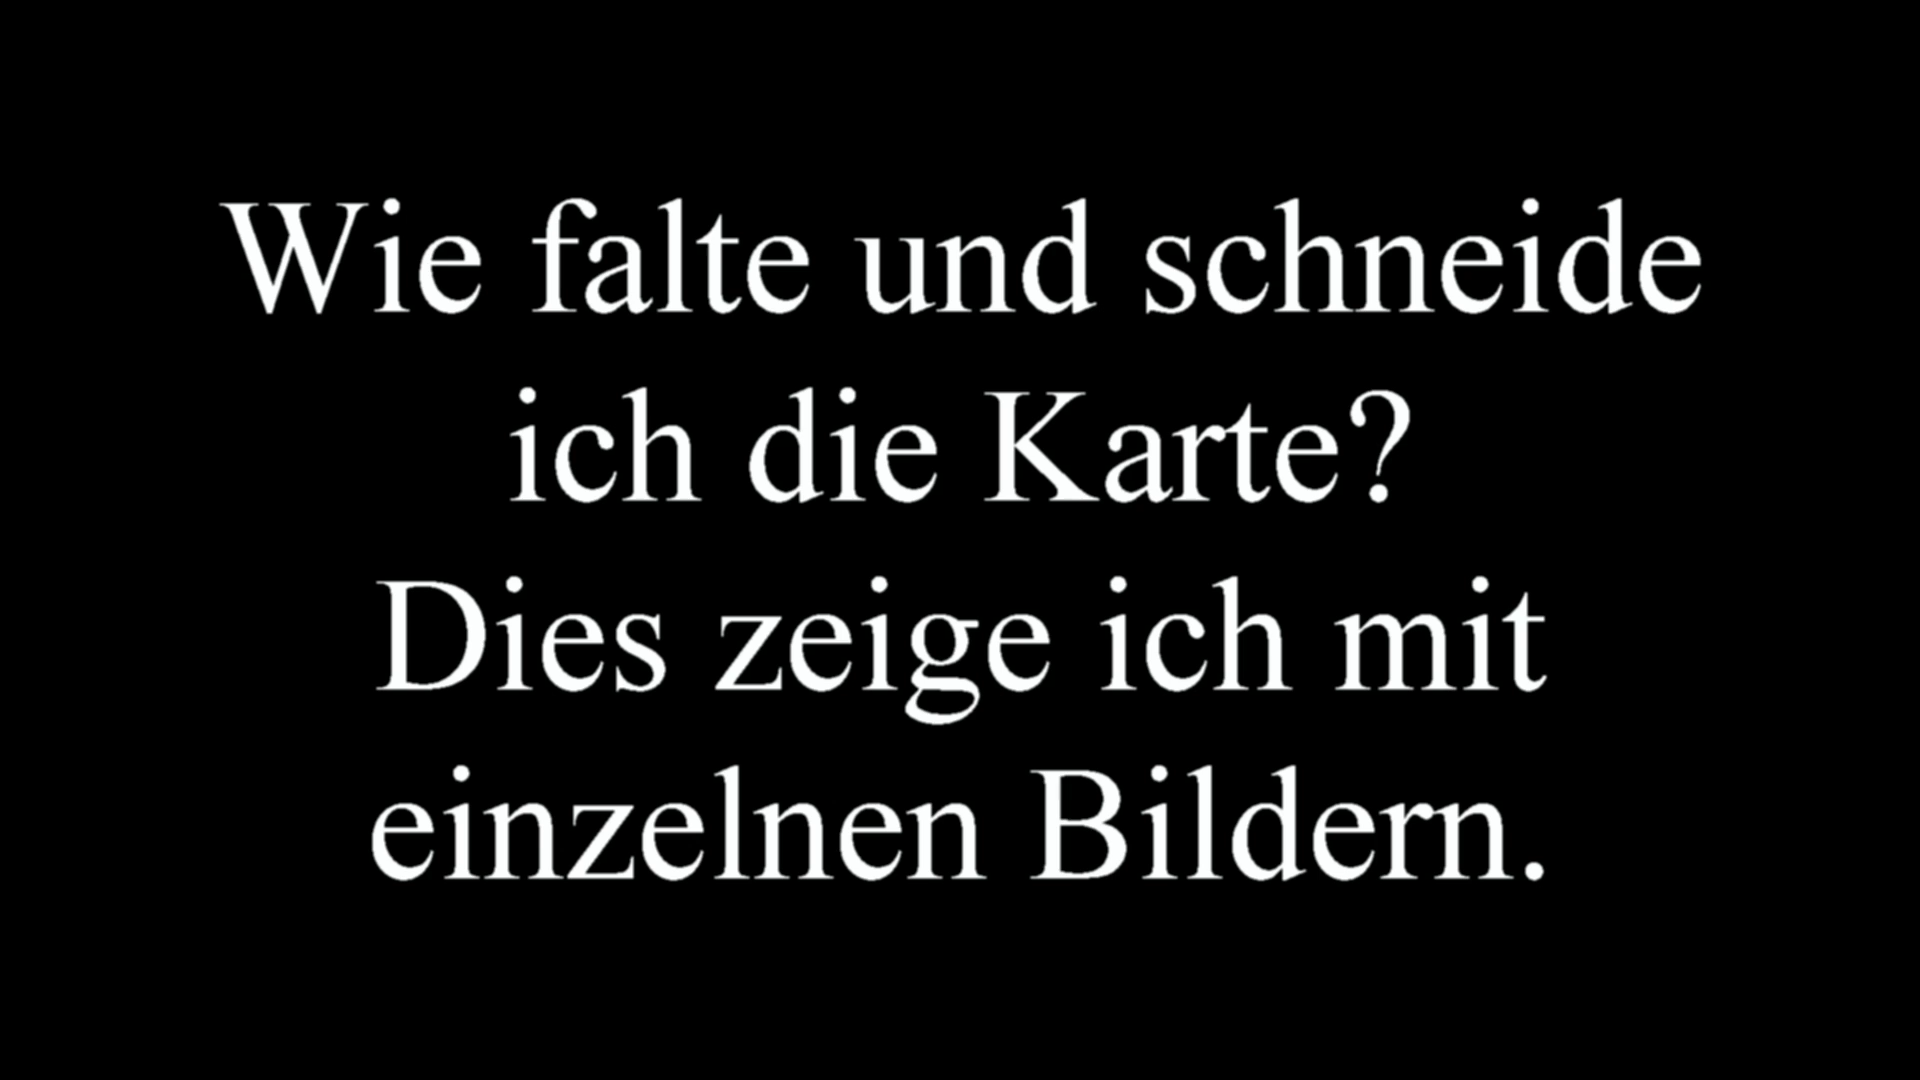 Wie falte und schneide
ich die Karte?
Dies zeige ich mit
einzelnen Bildern.